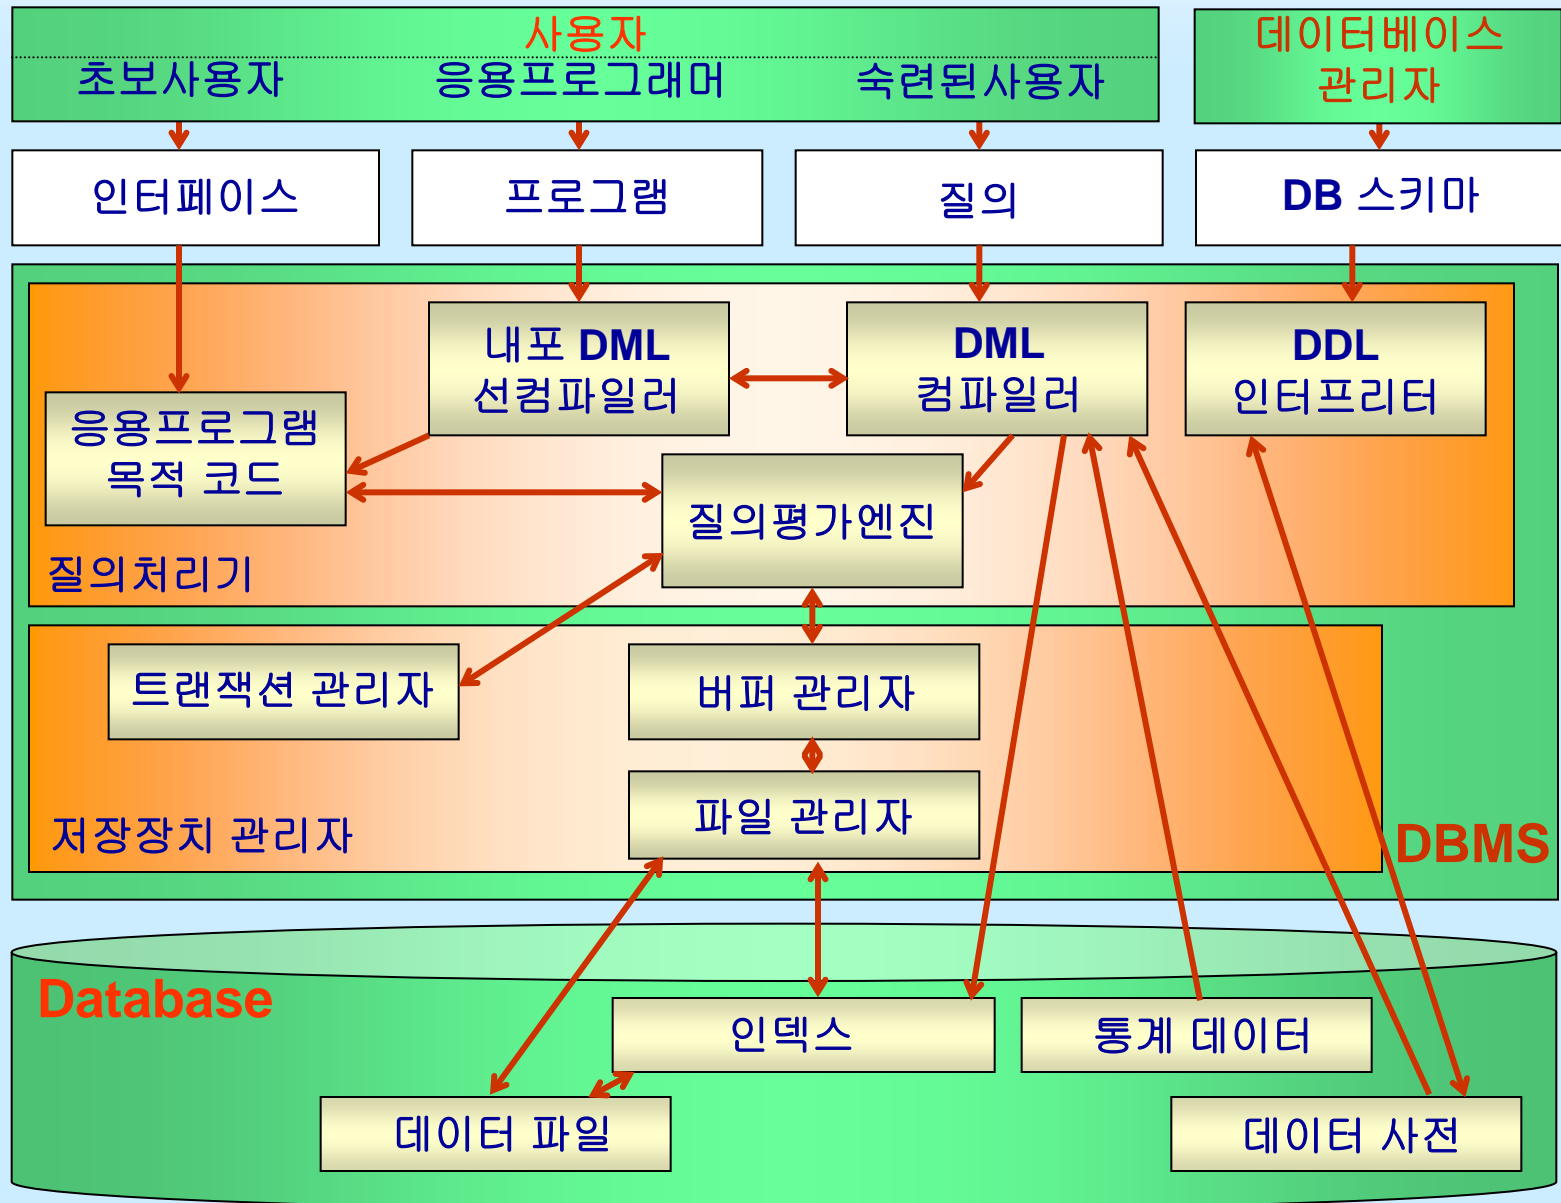 사용자
초보사용자 응용프로그래머 숙련된사용자
데이터베이스
관리자
인터페이스
프로그램
질의
DB 스키마
내포 DML
선컴파일러
DML
컴파일러
DDL
인터프리터
응용프로그램
목적 코드
질의평가엔진
질의처리기
트랜잭션 관리자
버퍼 관리자
파일 관리자
저장장치 관리자
DBMS
Database
인덱스
통계 데이터
데이터 파일
데이터 사전